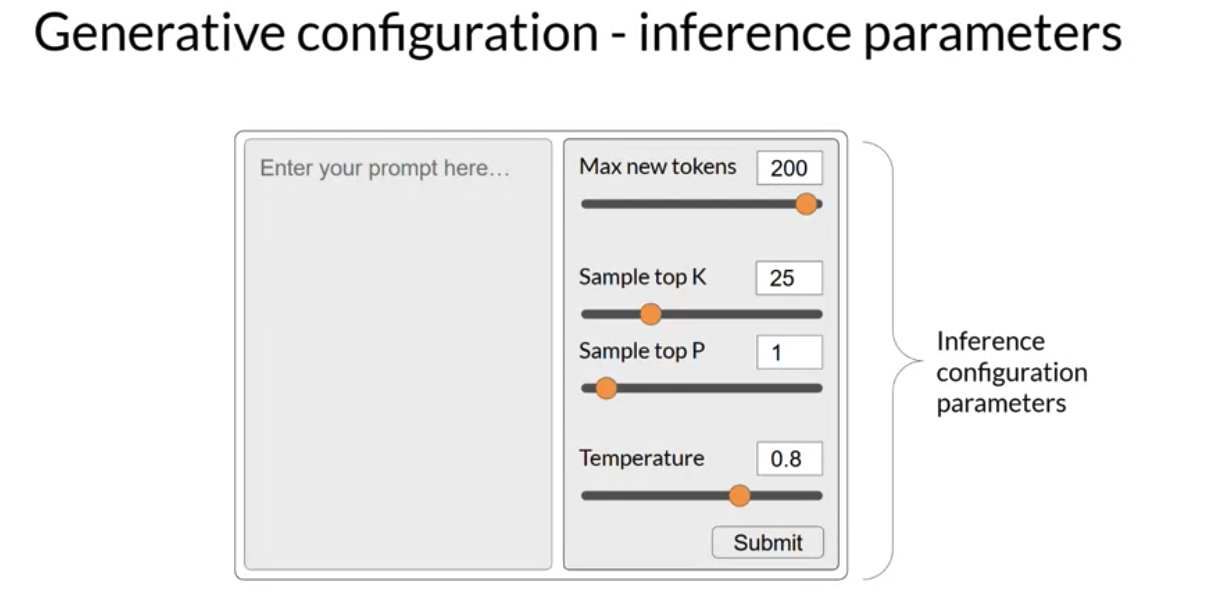 Generative configuration - inference parameters
Enter your prompt here...
Max new tokens 200
Sample top K 25
Sample top P 1
Temperature 0.8
Submit
Inference
configuration
parameters